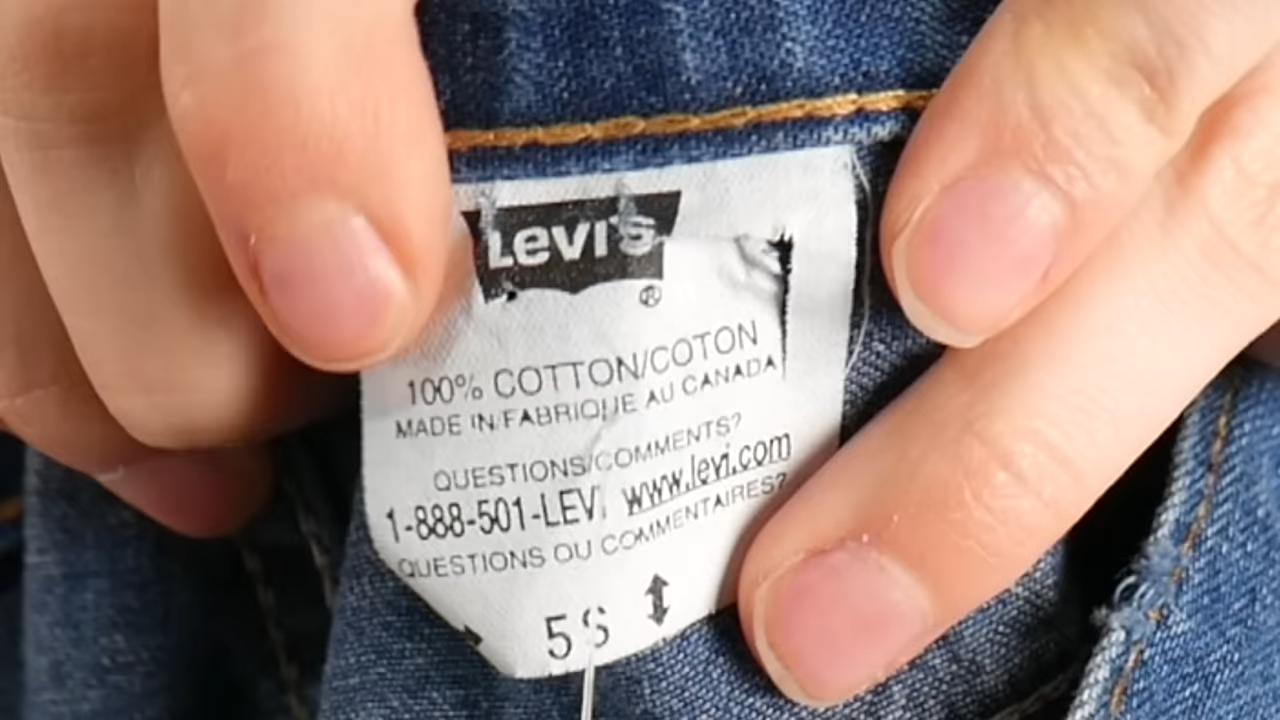 Levi's
®
100% COTTON/COTON
MADE IN/FABRIQUE AU CANADA
QUESTIONS/COMMENTS?
1-888-501-LEVI www.levi.com
QUESTIONS OU COMMENTAIRES?
5 S